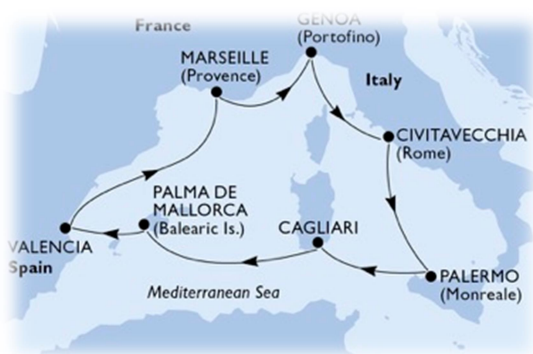 France
GENOA
(Portofino)
MARSEILLE
(Provence)
Italy
CIVITAVECCHIA
(Rome)
PALMA DE
MALLORCA
(Balearic Is.)
CAGLIARI
VALENCIA
Spain
PALERMO
(Monreale)
Mediterranean Sea